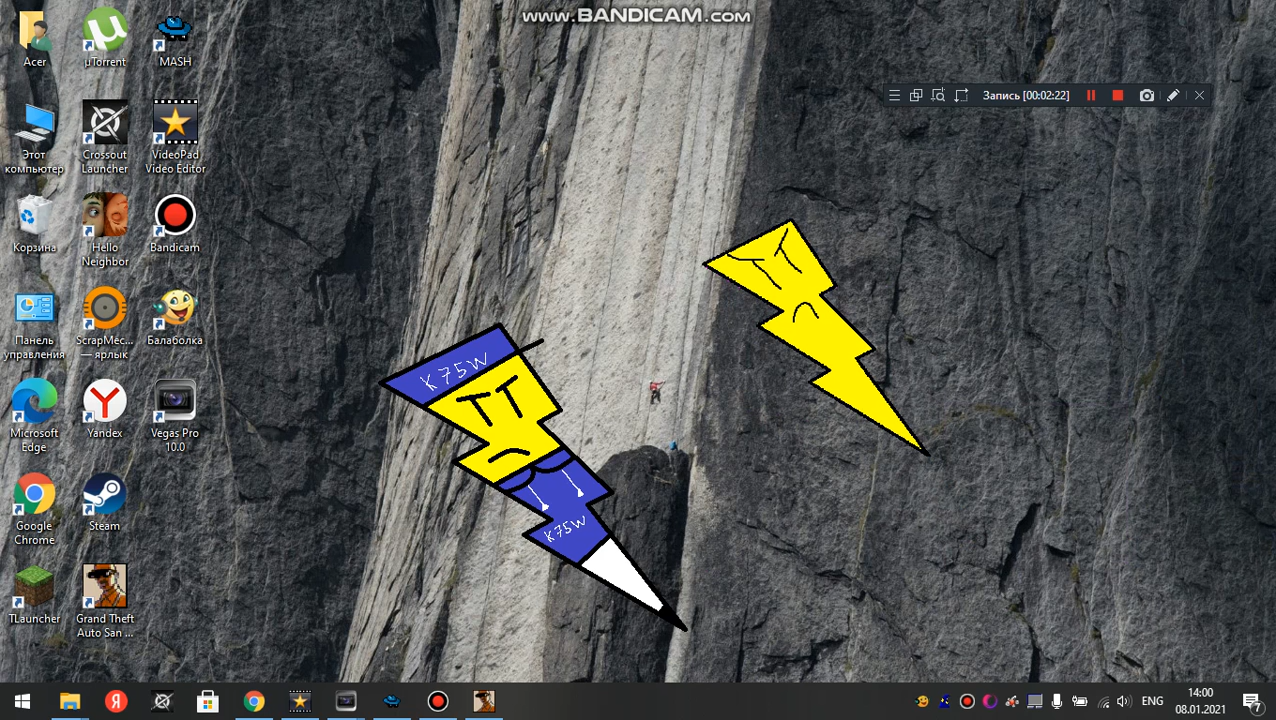 www.BANDICAM.com
Acer
µTorrent
MASH
Запись [00:02:22]
Этот
компьютер
Crossout
Launcher
VideoPad
Video Editor
Корзина
Hello
Neighbor
Bandicam
Панель
управления
ScrapMec...
— ярлык
Балаболка
K75W
Microsoft
Edge
Yandex
Vegas Pro
10.0
Google
Chrome
Steam
K75W
TLauncher
Grand Theft
Auto San ...
ENG
14:00
08.01.2021
7